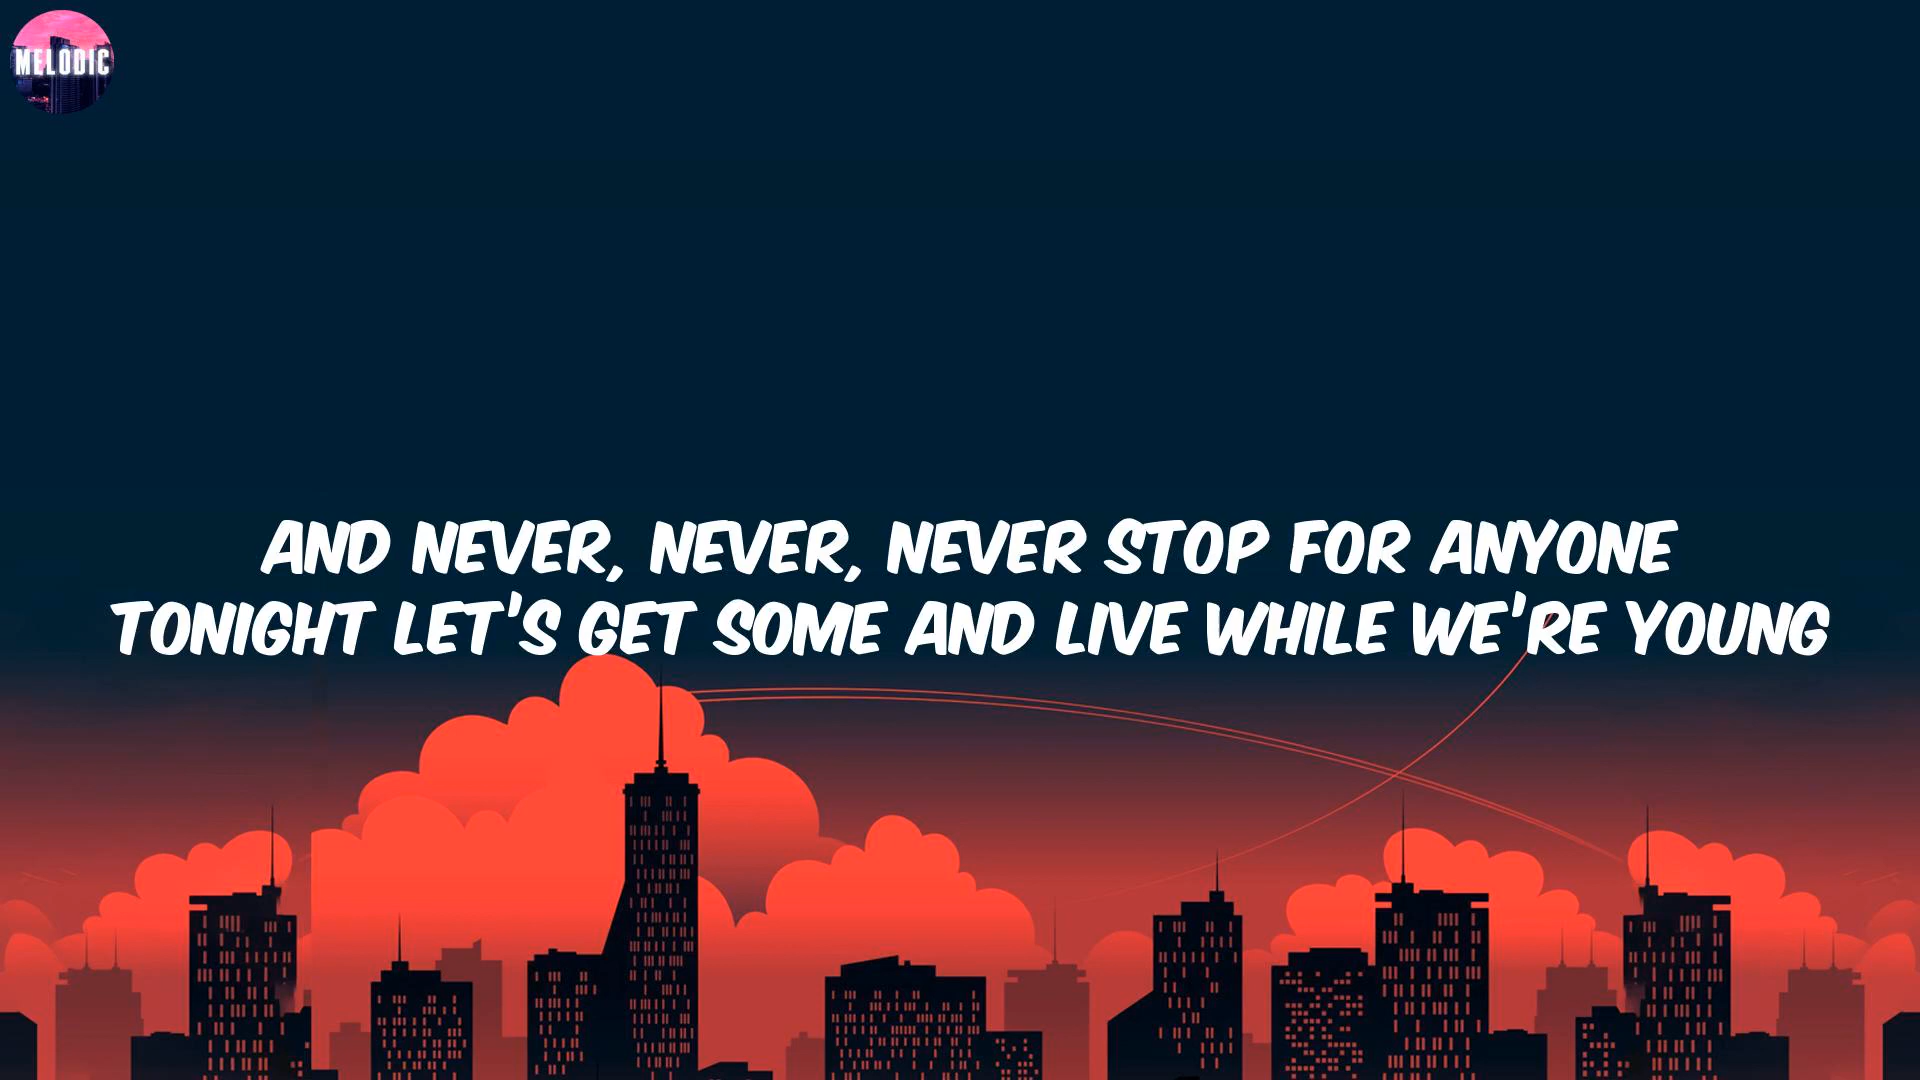 MELODIC
AND NEVER, NEVER, NEVER STOP FOR ANYONE
TONIGHT LET'S GET SOME AND LIVE WHILE WE'RE YOUNG